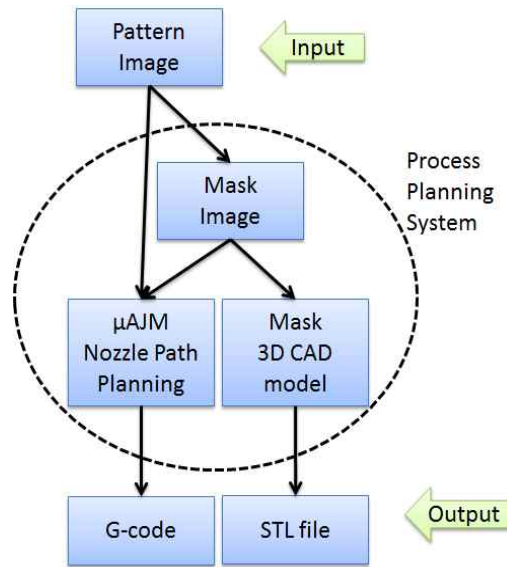 Pattern
Image
Input
Process
Planning
System
Mask
Image
µAJM
Nozzle Path
Planning
Mask
3D CAD
model
Output
G-code
STL file